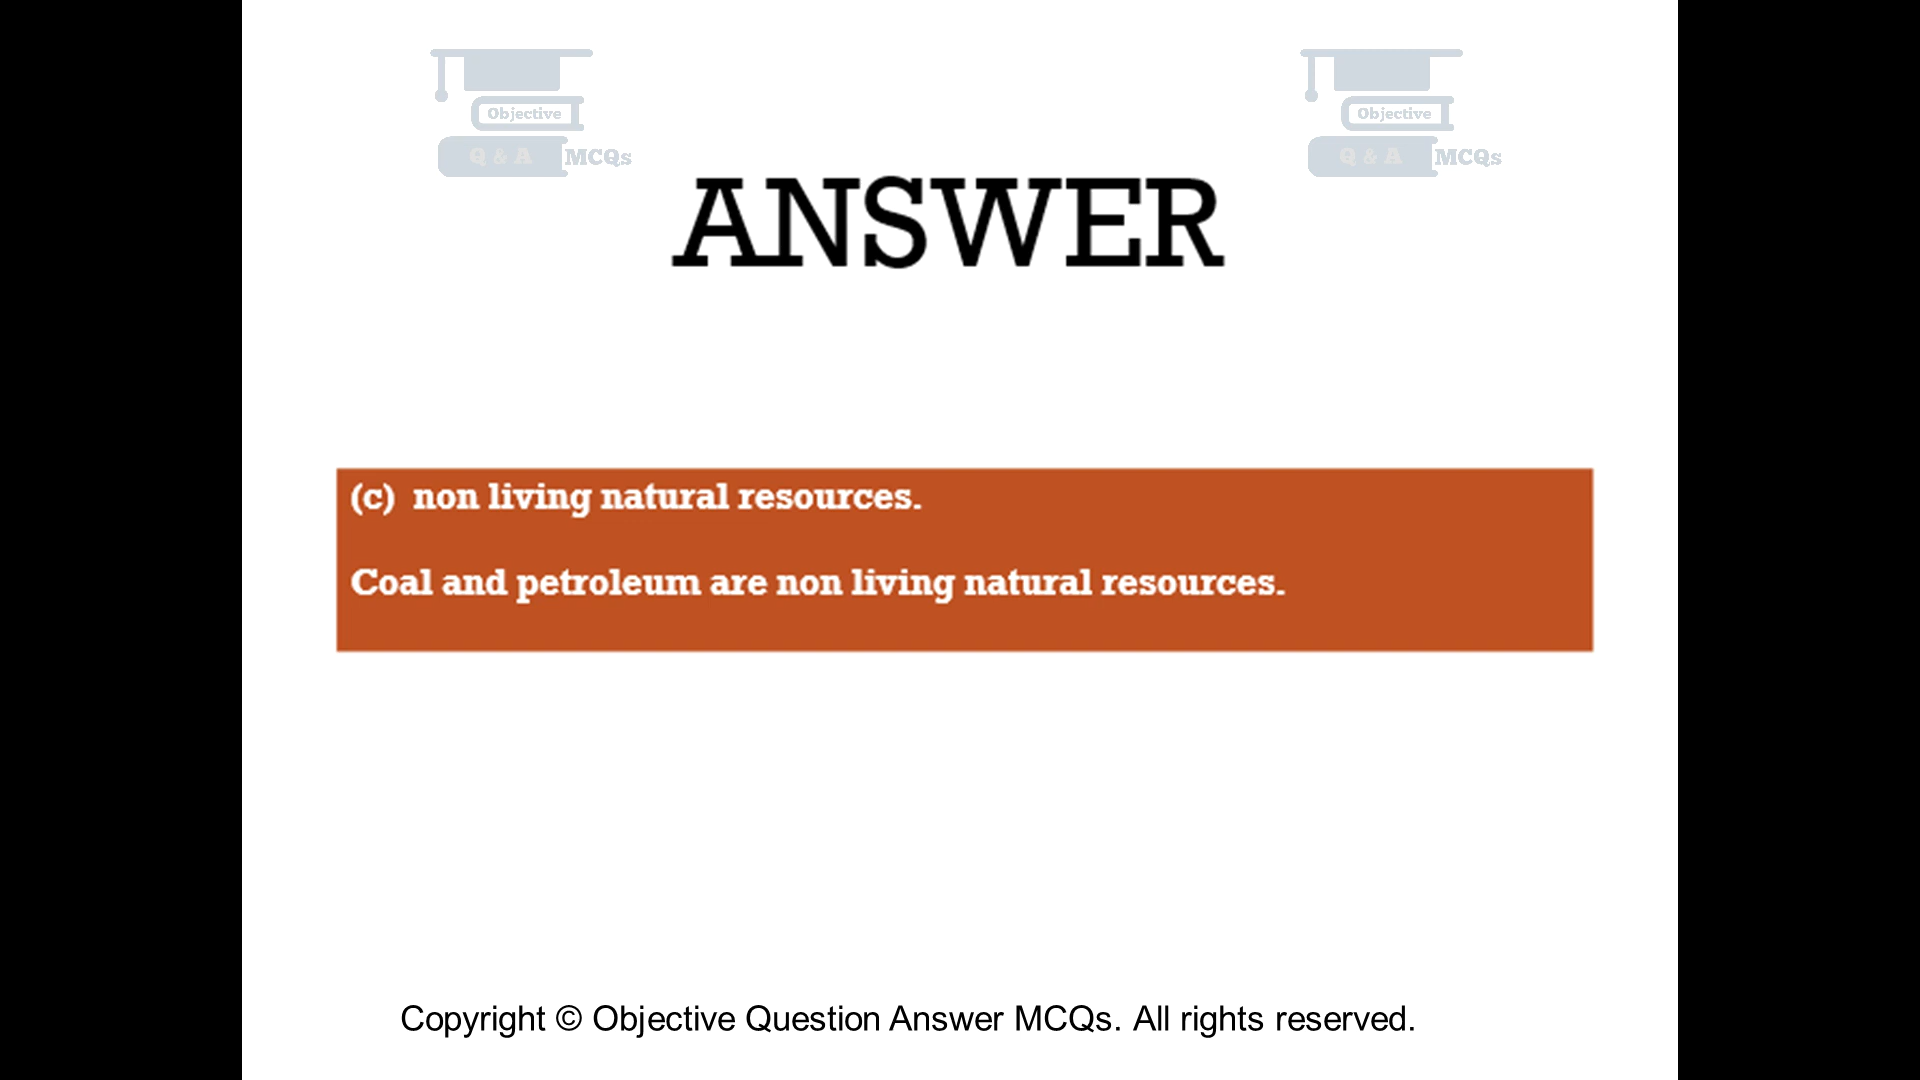 Objective
Q & A MCQs
Objective
Q & A MCQs
ANSWER
(c) non living natural resources.
Coal and petroleum are non living natural resources.
Copyright © Objective Question Answer MCQs. All rights reserved.